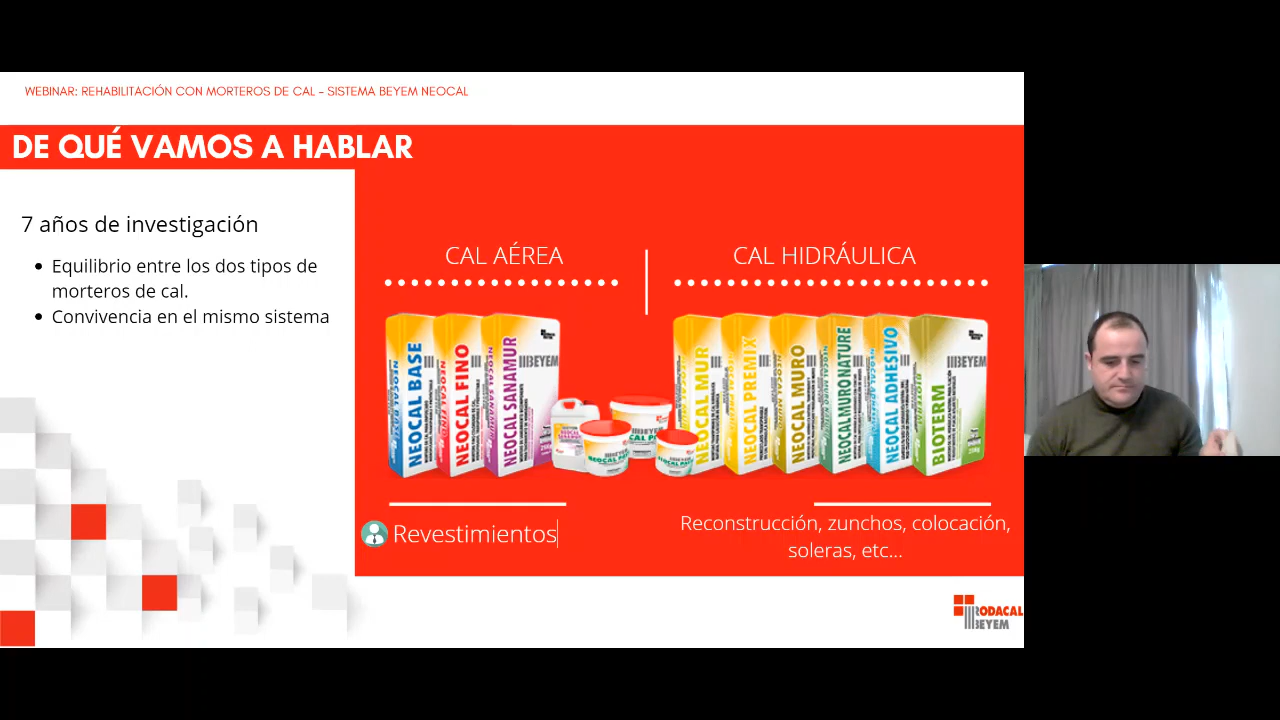 WEBINAR: REHABILITACIÓN CON MORTEROS DE CAL - SISTEMA BEYEM NEOCAL
DE QUÉ VAMOS A HABLAR
7 años de investigación
Equilibrio entre los dos tipos de
morteros de cal.
Convivencia en el mismo sistema
CAL AÉREA
CAL HIDRÁULICA
NEOCAL BASE
NEOCAL FINO
NEOCAL SANAMUR
BEYEM
NEOCAL MUR
NEOCAL PREMIX
NEOCAL MURO
NEOCALMURONATURE
NEOCAL ADHESIVO
BIOTERM
BEYEM
Revestimientos
Reconstrucción, zunchos, colocación,
soleras, etc...
RODACAL
BEYEM